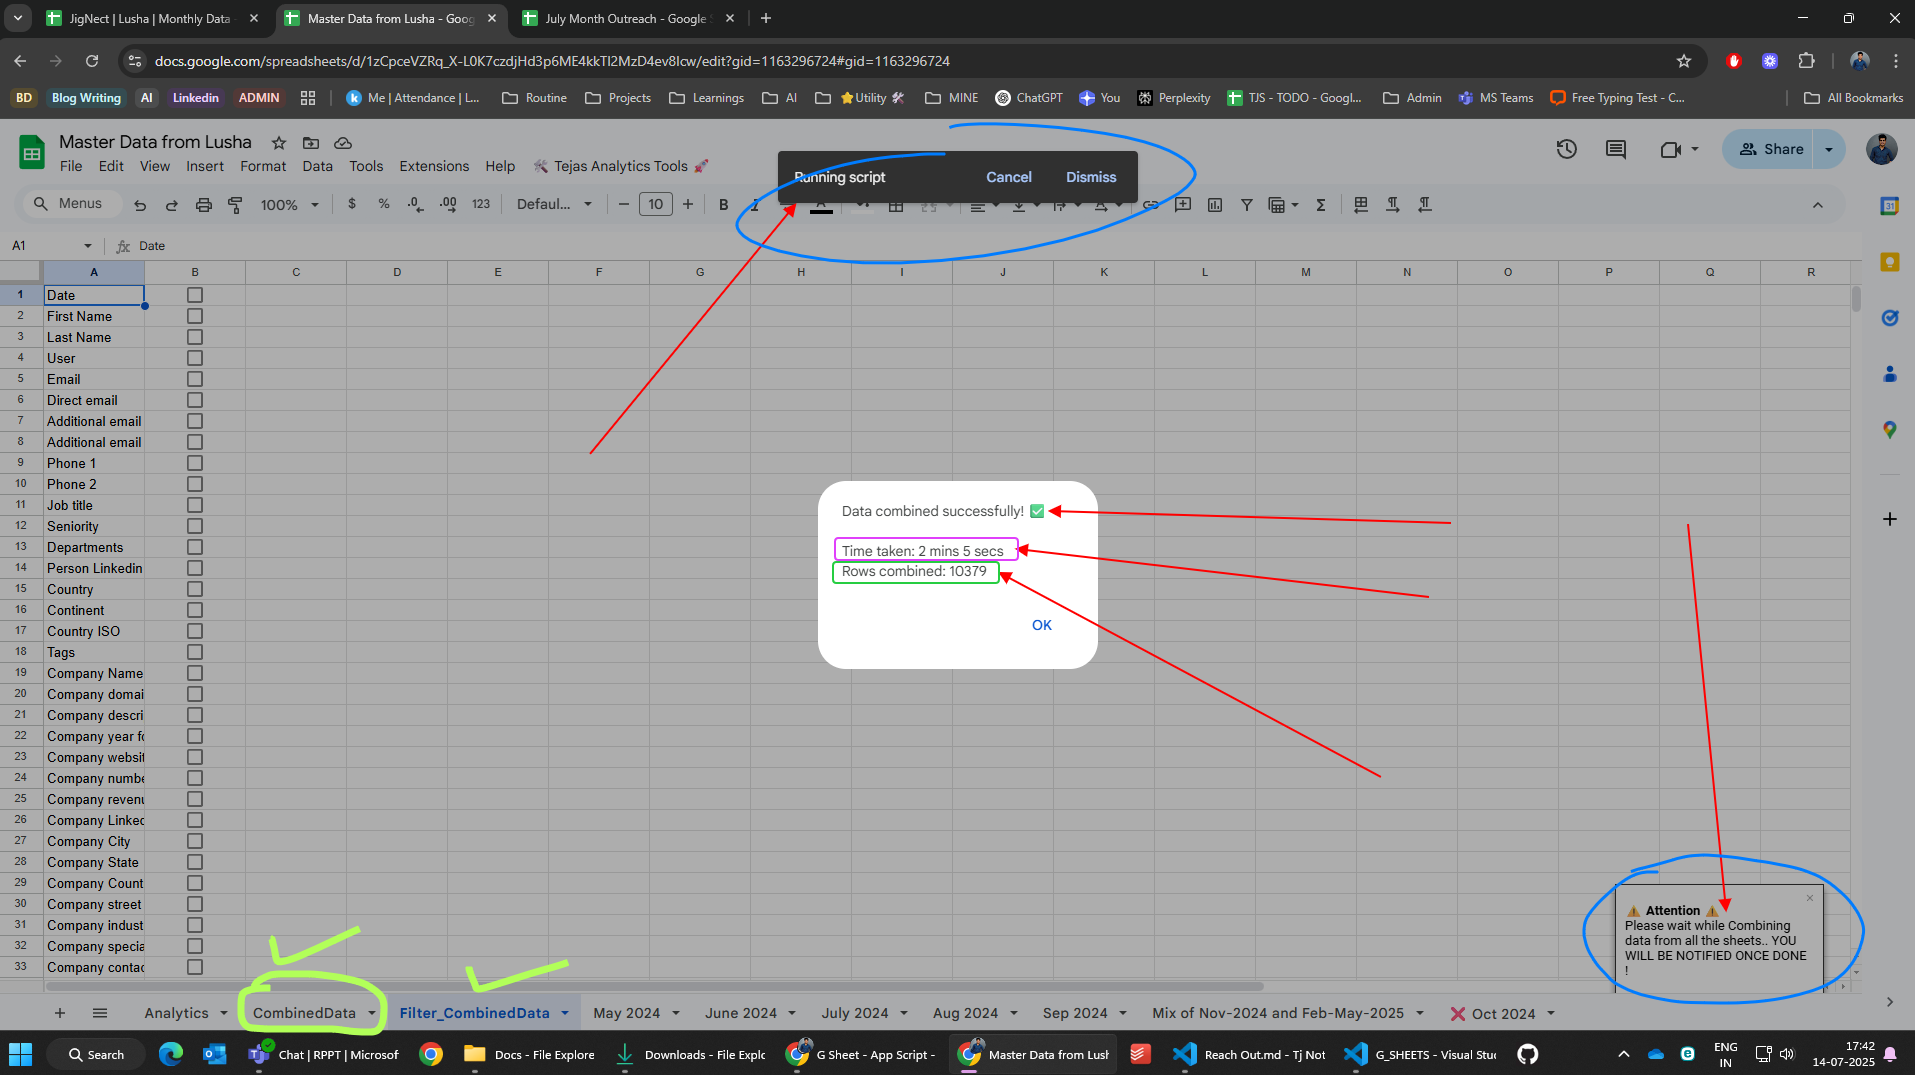 JigNect | Lusha | Monthly Data -
Master Data from Lusha - Goog
July Month Outreach - Google S
docs.google.com/spreadsheets/d/1zCpceVZRq_X-L0K7czdjHd3p6ME4kkTl2MzD4ev8Icw/edit?gid=1163296724#gid=1163296724
BD Blog Writing AI Linkedin ADMIN Me | Attendance | L... Routine Projects Learnings AI ⭐Utility 🛠 MINE ChatGPT You Perplexity TJS - TODO - Googl... Admin MS Teams Free Typing Test - C... All Bookmarks
Master Data from Lusha
File Edit View Insert Format Data Tools Extensions Help 🛠 Tejas Analytics Tools 🚀
Share
Running script Cancel Dismiss
Menus 100% $ % .0 .00 123 Defaul... 10 B I A
A1 fx Date
A B C D E F G H I J K L M N O P Q R
1 Date
2 First Name
3 Last Name
4 User
5 Email
6 Direct email
7 Additional email
8 Additional email
9 Phone 1
10 Phone 2
11 Job title
12 Seniority
13 Departments
14 Person Linkedin
15 Country
16 Continent
17 Country ISO
18 Tags
19 Company Name
20 Company domai
21 Company descri
22 Company year fo
23 Company websit
24 Company numbe
25 Company revenu
26 Company Linked
27 Company City
28 Company State
29 Company Count
30 Company street
31 Company indust
32 Company specia
33 Company contac
Data combined successfully! ✅
Time taken: 2 mins 5 secs
Rows combined: 10379
OK
⚠️ Attention ⚠️
Please wait while Combining
data from all the sheets.. YOU
WILL BE NOTIFIED ONCE DONE
!
Analytics CombinedData Filter_CombinedData May 2024 June 2024 July 2024 Aug 2024 Sep 2024 Mix of Nov-2024 and Feb-May-2025 ❌ Oct 2024
Search Chat | RPPT | Microsof Docs - File Explore Downloads - File Explo G Sheet - App Script - Master Data from Lush Reach Out.md - Tj Not G_SHEETS - Visual Stu
ENG
IN
17:42
14-07-2025